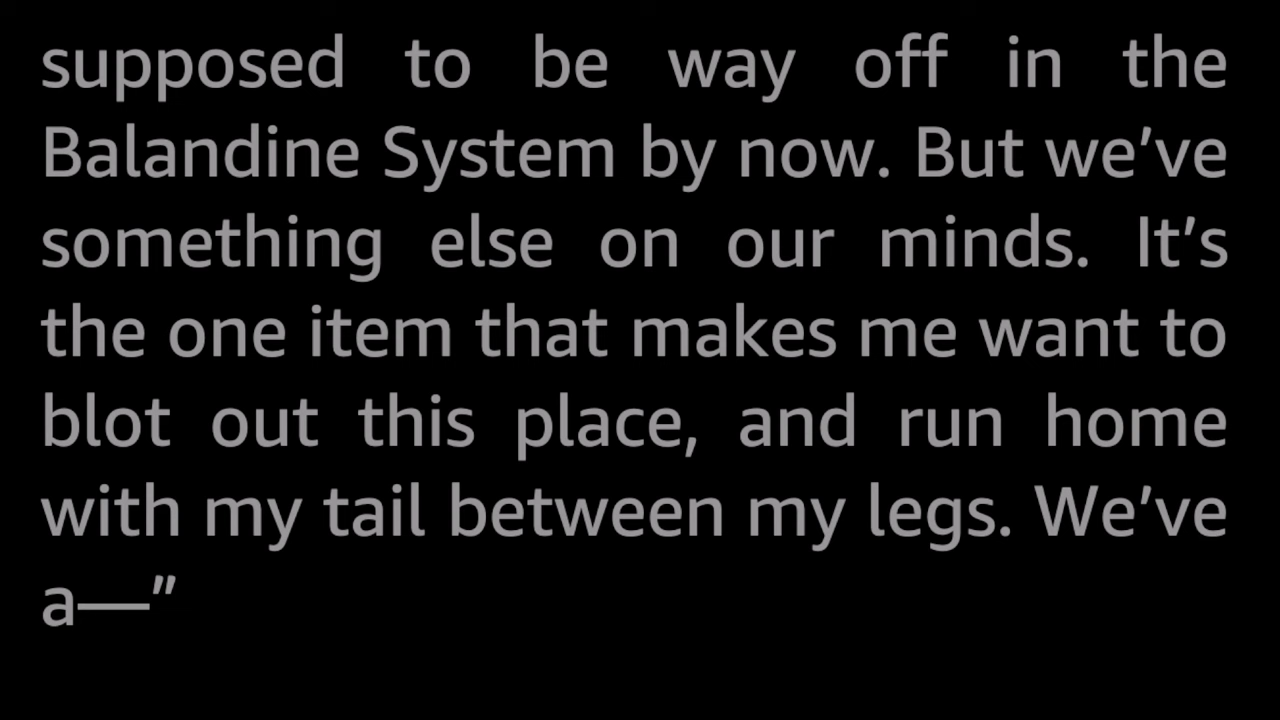 supposed to be way off in the
Balandine System by now. But we’ve
something else on our minds. It’s
the one item that makes me want to
blot out this place, and run home
with my tail between my legs. We’ve
a—”